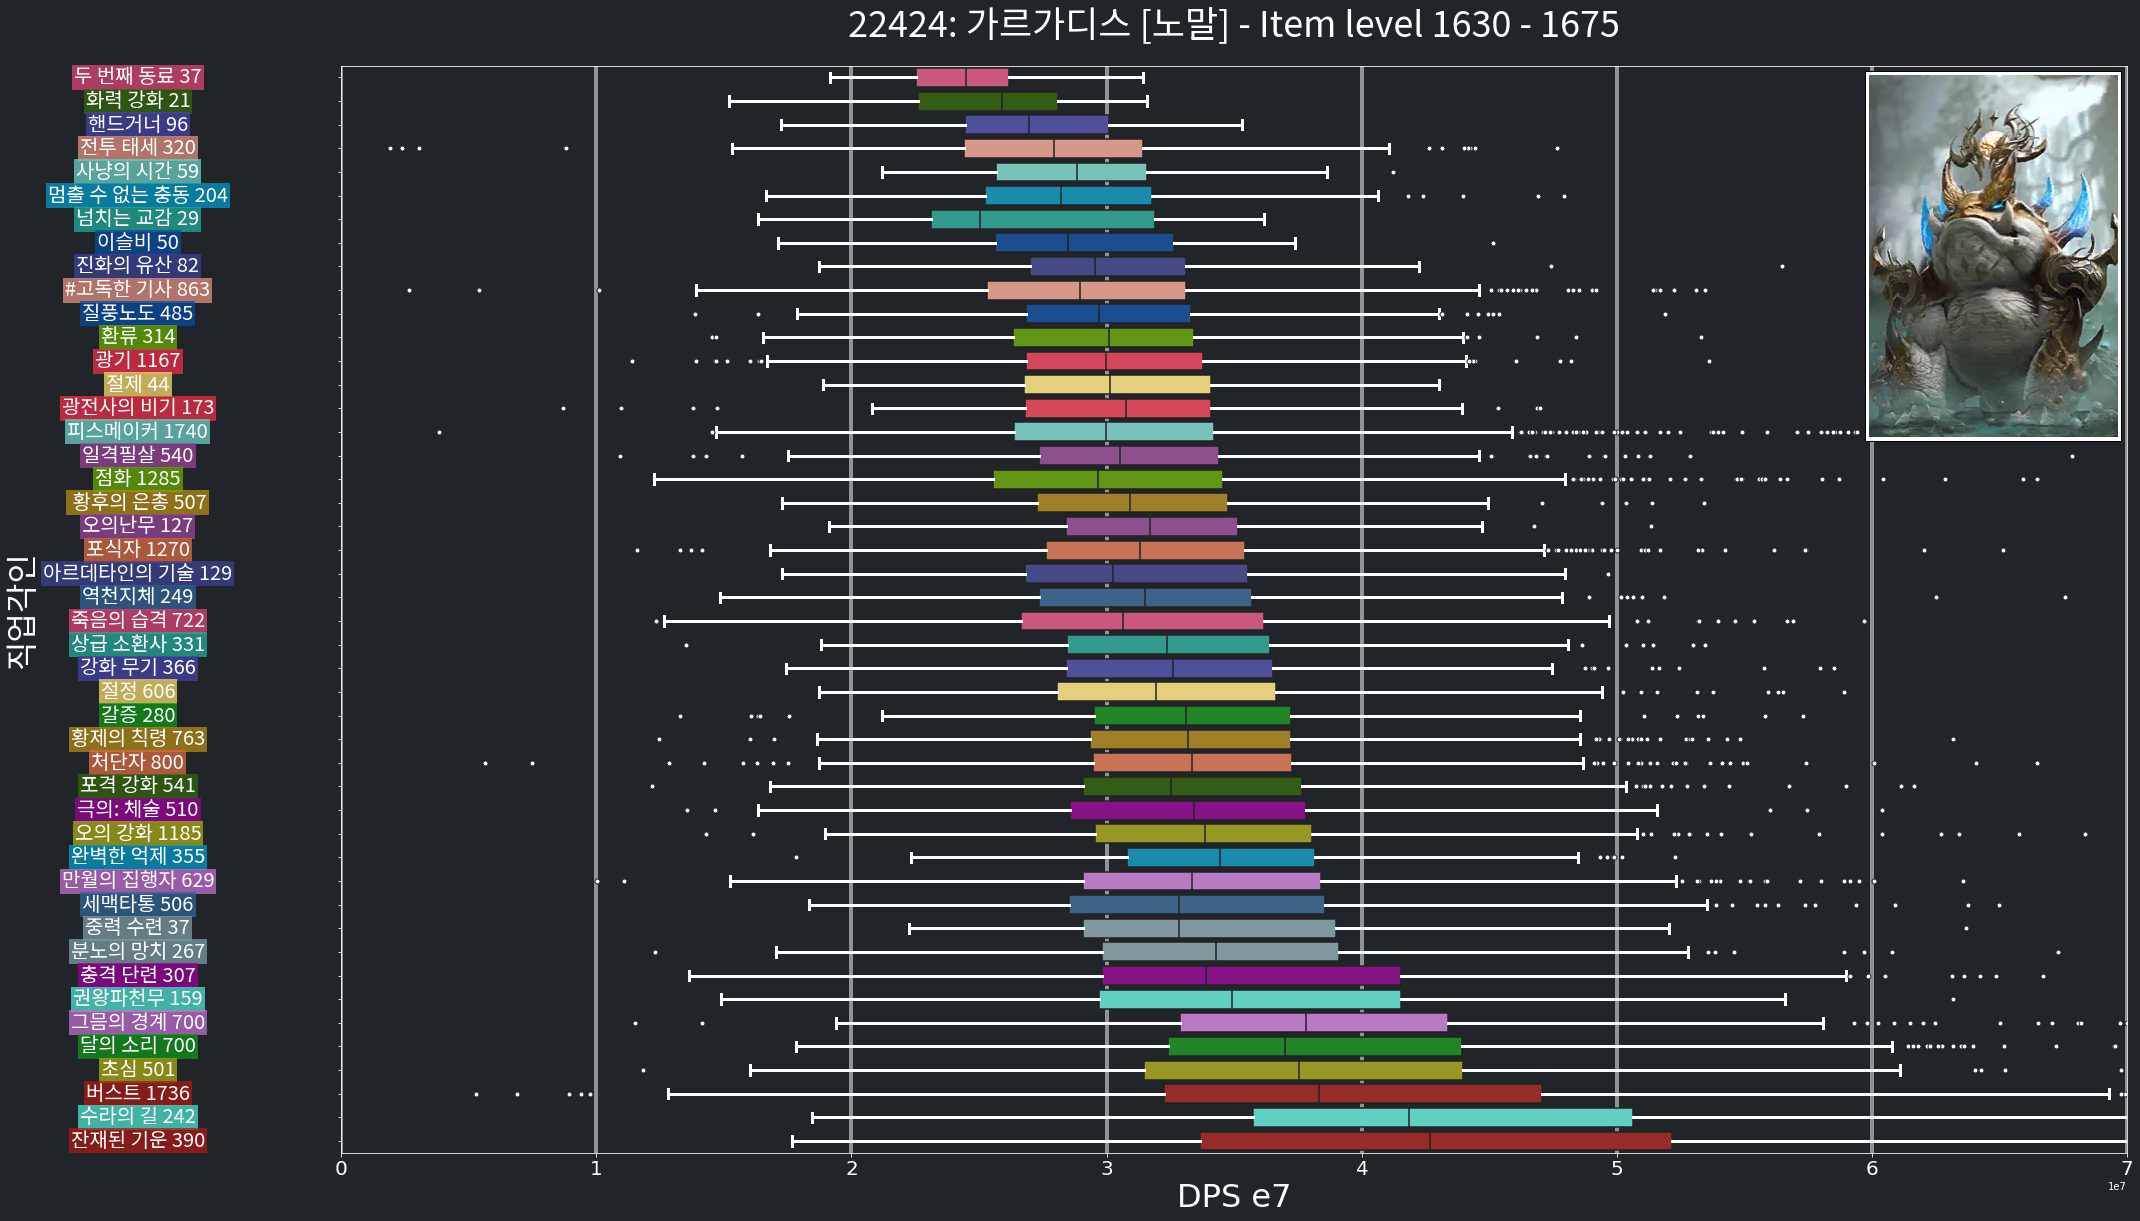 22424: 가르가디스 [노말] - Item level 1630 - 1675
두 번째 동료 37
화력 강화 21
핸드거너 96
전투 태세 320
사냥의 시간 59
멈출 수 없는 충동 204
넘치는 교감 29
이슬비 50
진화의 유산 82
#고독한 기사 863
질풍노도 485
환류 314
광기 1167
절제 44
광전사의 비기 173
피스메이커 1740
일격필살 540
점화 1285
황후의 은총 507
오의난무 127
포식자 1270
아르데타인의 기술 129
역천지체 249
죽음의 습격 722
상급 소환사 331
강화 무기 366
절정 606
갈증 280
황제의 칙령 763
처단자 800
포격 강화 541
극의: 체술 510
오의 강화 1185
완벽한 억제 355
만월의 집행자 629
세맥타통 506
중력 수련 37
분노의 망치 267
충격 단련 307
권왕파천무 159
그믐의 경계 700
달의 소리 700
초심 501
버스트 1736
수라의 길 242
잔재된 기운 390
직업각인
0 1 2 3 4 5 6 7
DPS e7
1e7